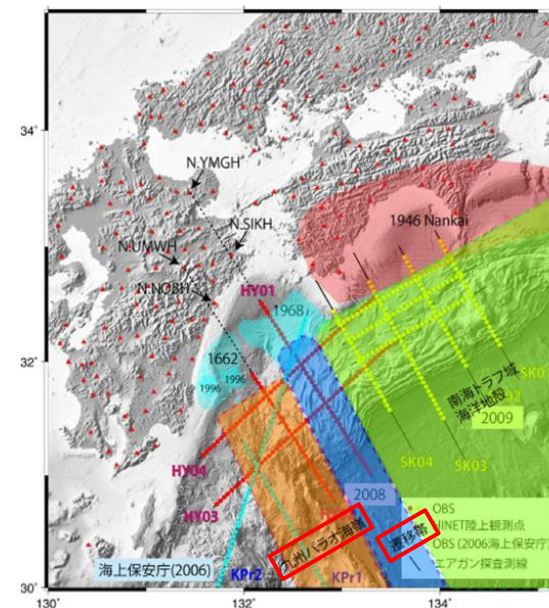 34°
N.YMGH
N.SIKH
1946 Nankai
N.UMWH
N.NOBH
HY01
1968
32°
1662
1996
1996
南海トラフ域
海洋地殻
2009
HY04
SK04
SK03
HY03
2008
OBS
HINET陸上観測点
OBS (2006海上保安庁)
エアガン探査測線
九州パラオ海嶺
遷移帯
海上保安庁(2006)
KPr2
KPr1
30°
130°
132°
134°